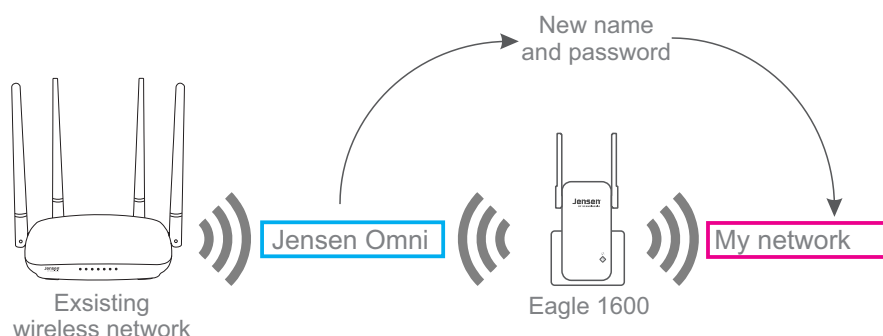 New name
and password
Jensen
Jensen Omni
My network
Eagle 1600
Exsisting
wireless network